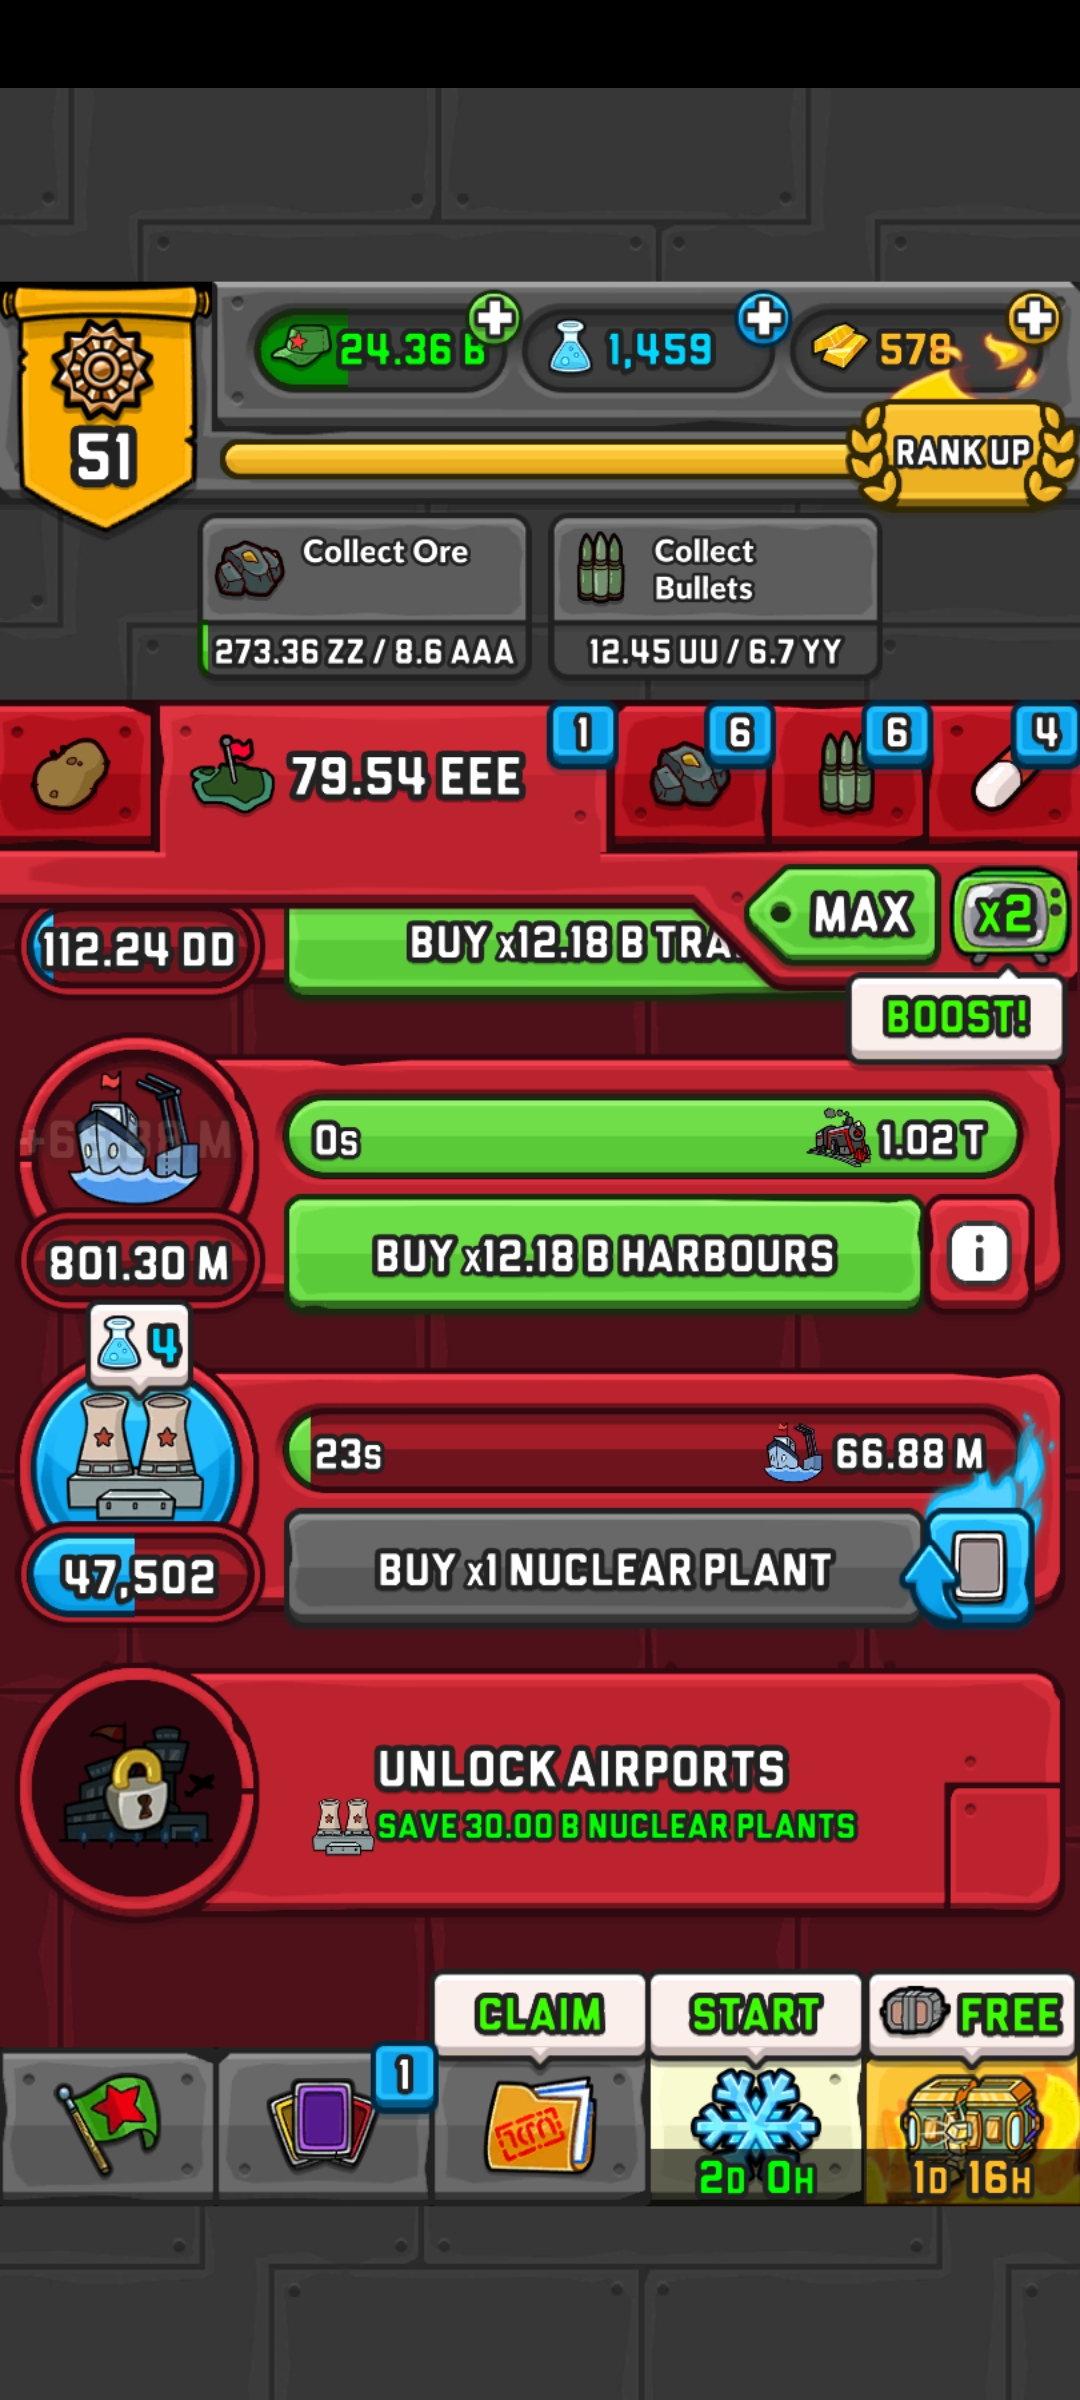 24.36 B
1,459
578
51
RANK UP
Collect Ore
273.36 ZZ / 8.6 AAA
Collect
Bullets
12.45 UU / 6.7 YY
79.54 EEE
1
6
6
4
MAX
x2
BOOST!
112.24 DD
BUY x12.18 B TRA
+66.88 M
0s
1.02 T
801.30 M
BUY x12.18 B HARBOURS
i
4
23s
66.88 M
47,502
BUY x1 NUCLEAR PLANT
UNLOCK AIRPORTS
SAVE 30.00 B NUCLEAR PLANTS
CLAIM
START
FREE
1
2D 0H
1D 16H